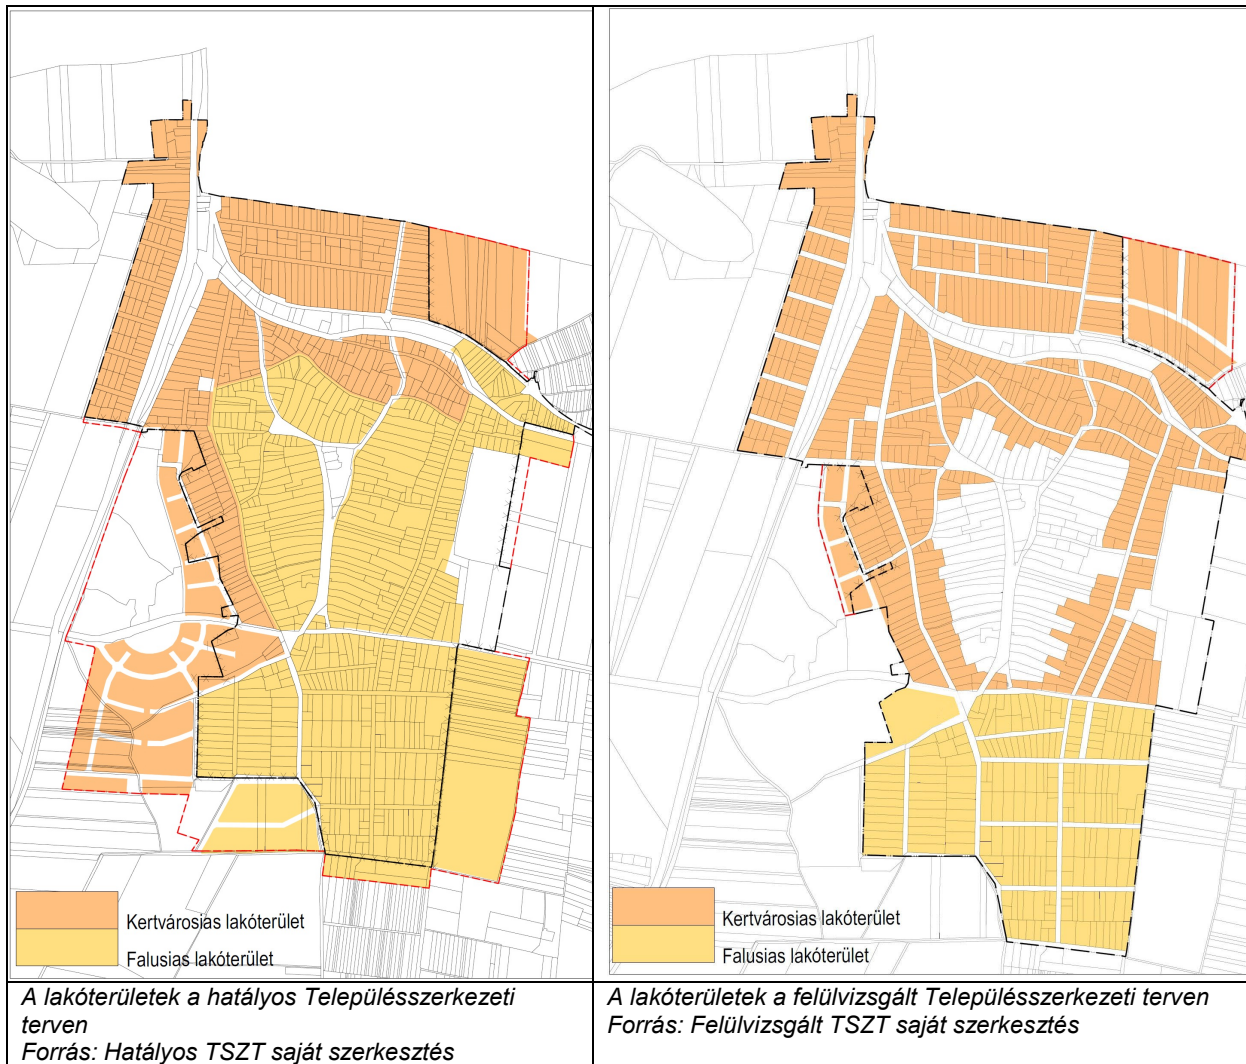 Kertvárosias lakóterület
Falusias lakóterület
Kertvárosias lakóterület
Falusias lakóterület
A lakóterületek a hatályos Településszerkezeti
terven
Forrás: Hatályos TSZT saját szerkesztés
A lakóterületek a felülvizsgált Településszerkezeti terven
Forrás: Felülvizsgált TSZT saját szerkesztés